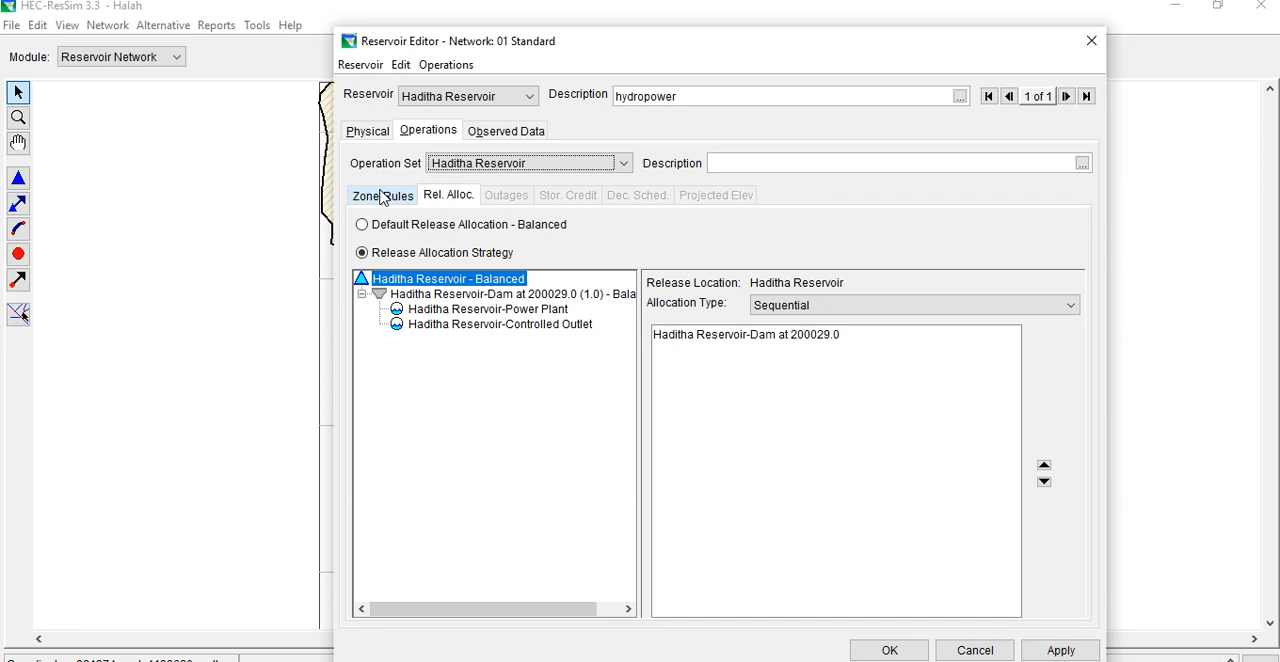 HEC-ResSim 3.3 - Halah
File Edit View Network Alternative Reports Tools Help
Module: Reservoir Network
Reservoir Editor - Network: 01 Standard
Reservoir Edit Operations
Reservoir Haditha Reservoir Description hydropower ... 1 of 1
Physical Operations Observed Data
Operation Set Haditha Reservoir Description ...
Zone Rules Rel. Alloc. Outages Stor. Credit Dec. Sched. Projected Elev
Default Release Allocation - Balanced
Release Allocation Strategy
Haditha Reservoir - Balanced
Haditha Reservoir-Dam at 200029.0 (1.0) - Bala
Haditha Reservoir-Power Plant
Haditha Reservoir-Controlled Outlet
Release Location: Haditha Reservoir
Allocation Type: Sequential
Haditha Reservoir-Dam at 200029.0
OK Cancel Apply